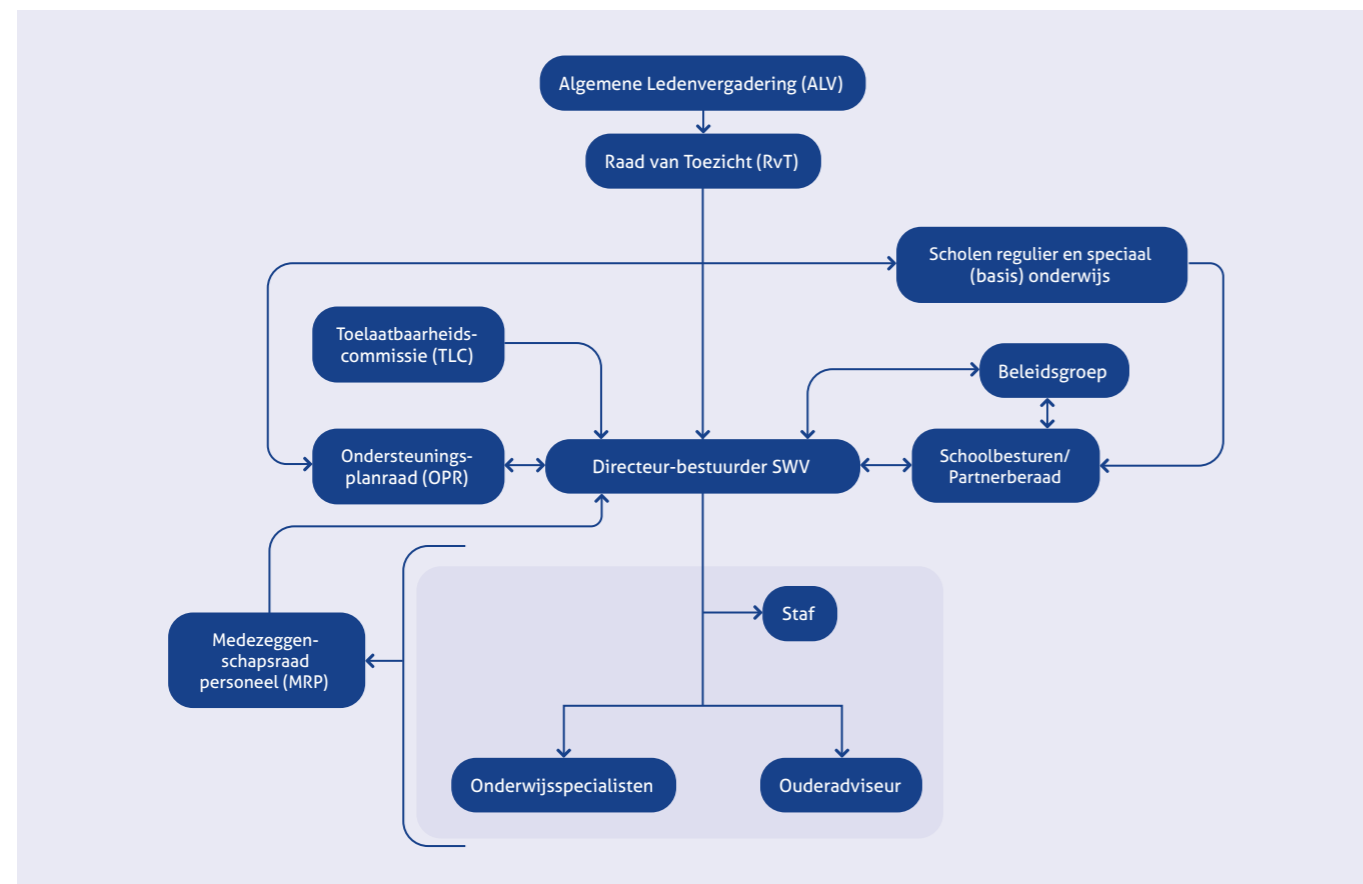 Algemene Ledenvergadering (ALV)
Raad van Toezicht (RvT)
Scholen regulier en speciaal
(basis) onderwijs
Toelaatbaarheids-
commissie (TLC)
Beleidsgroep
Ondersteunings-
planraad (OPR)
Directeur-bestuurder SWV
Schoolbesturen/
Partnerberaad
Staf
Medezeggen-
schapsraad
personeel (MRP)
Onderwijsspecialisten
Ouderadviseur